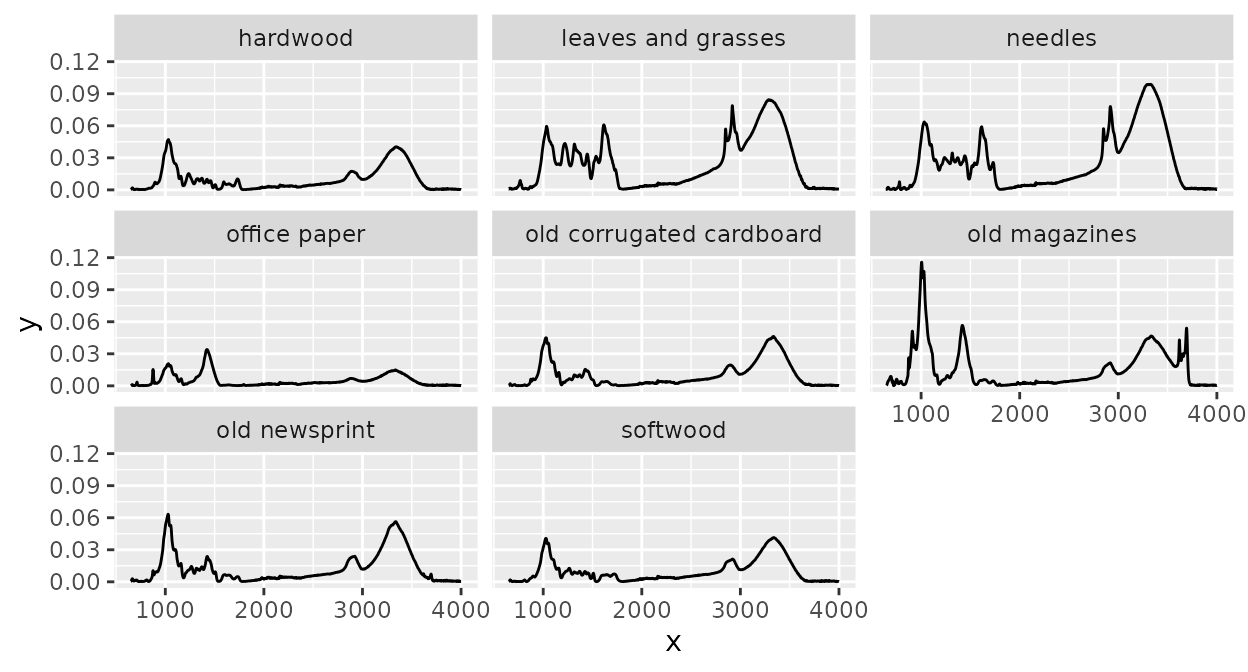 hardwood
leaves and grasses
needles
0.12
0.09
0.06
0.03
0.00
office paper
old corrugated cardboard
old magazines
0.12
0.09
0.06
0.03
0.00
1000 2000 3000 4000
old newsprint
softwood
0.12
0.09
0.06
0.03
0.00
1000 2000 3000 4000
1000 2000 3000 4000
x
y